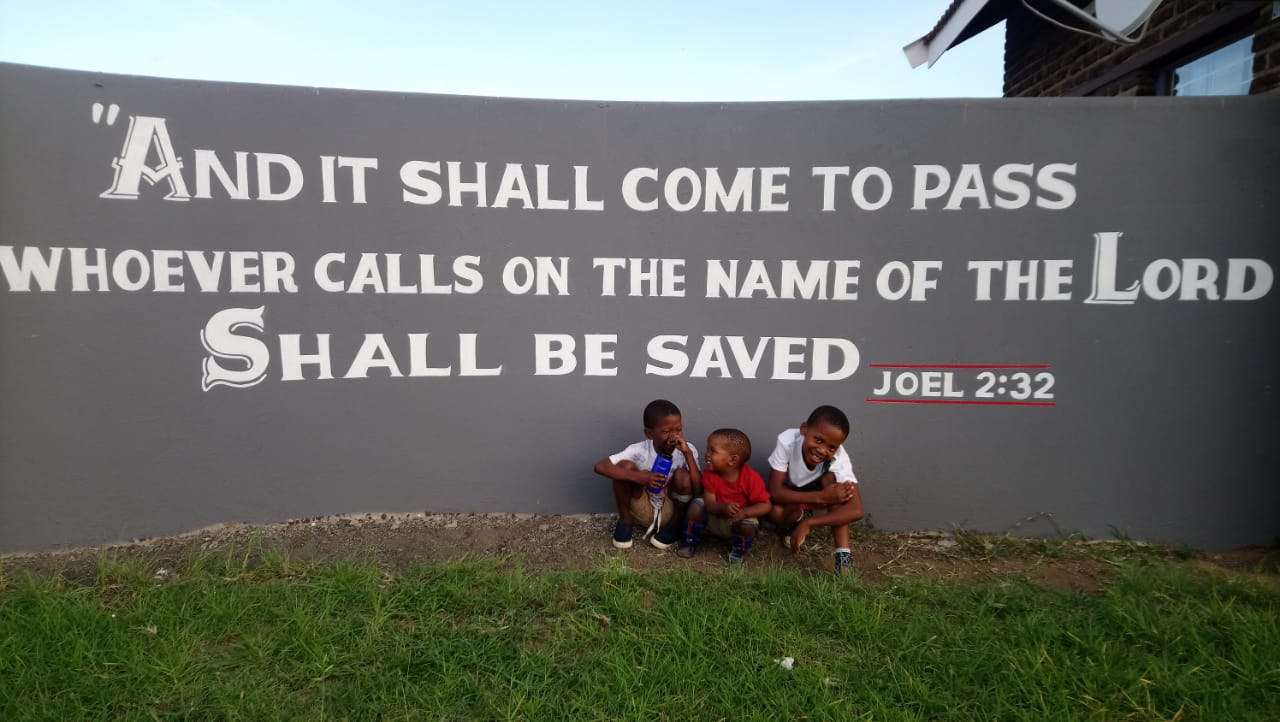 "AND IT SHALL COME TO PASS
WHOEVER CALLS ON THE NAME OF THE LORD
SHALL BE SAVED
JOEL 2:32